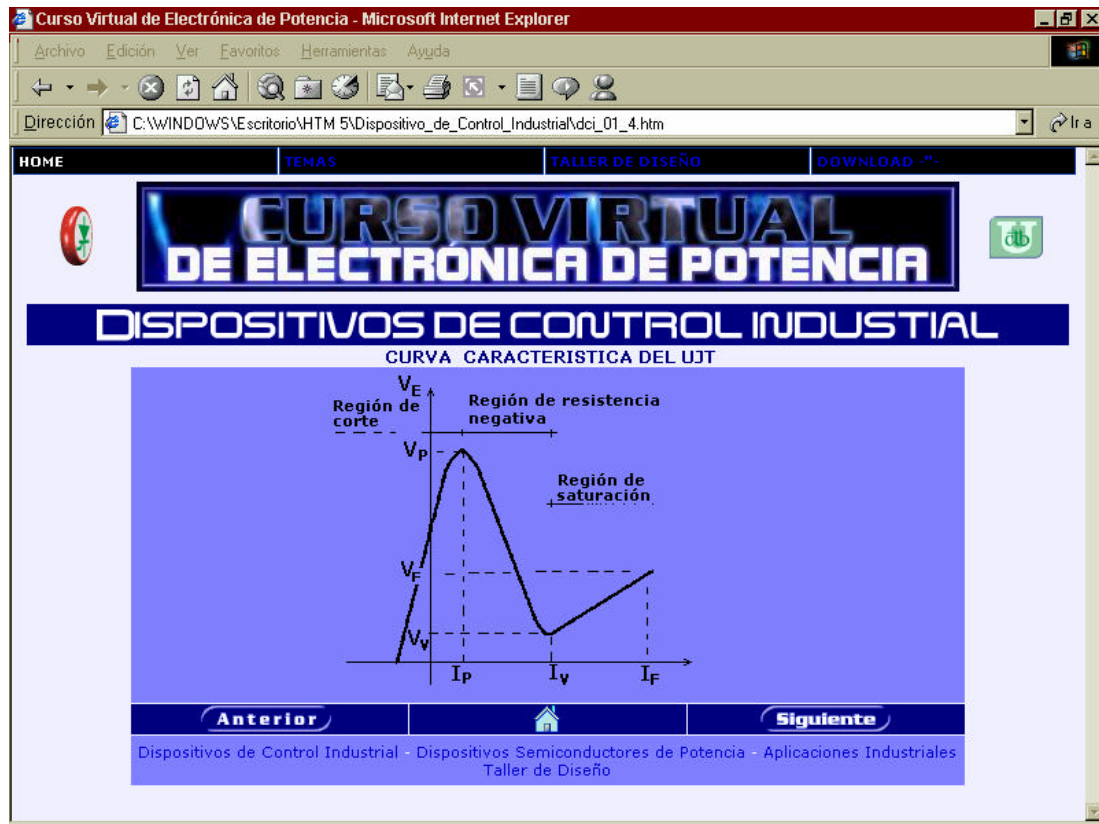 Curso Virtual de Electrónica de Potencia - Microsoft Internet Explorer
Archivo Edición Ver Favoritos Herramientas Ayuda
Dirección C:\WINDOWS\Escritorio\HTM 5\Dispositivo_de_Control_Industrial\dci_01_4.htm Ir a
HOME TEMAS TALLER DE DISEÑO DOWNLOAD -"-
CURSO VIRTUAL
DE ELECTRÓNICA DE POTENCIA
dtb
DISPOSITIVOS DE CONTROL INDUSTIAL
CURVA CARACTERISTICA DEL UJT
VE
Región de
corte
Región de resistencia
negativa
VP
Región de
saturación
VF
VV
IP IV IF
Anterior Siguiente
Dispositivos de Control Industrial - Dispositivos Semiconductores de Potencia - Aplicaciones Industriales
Taller de Diseño